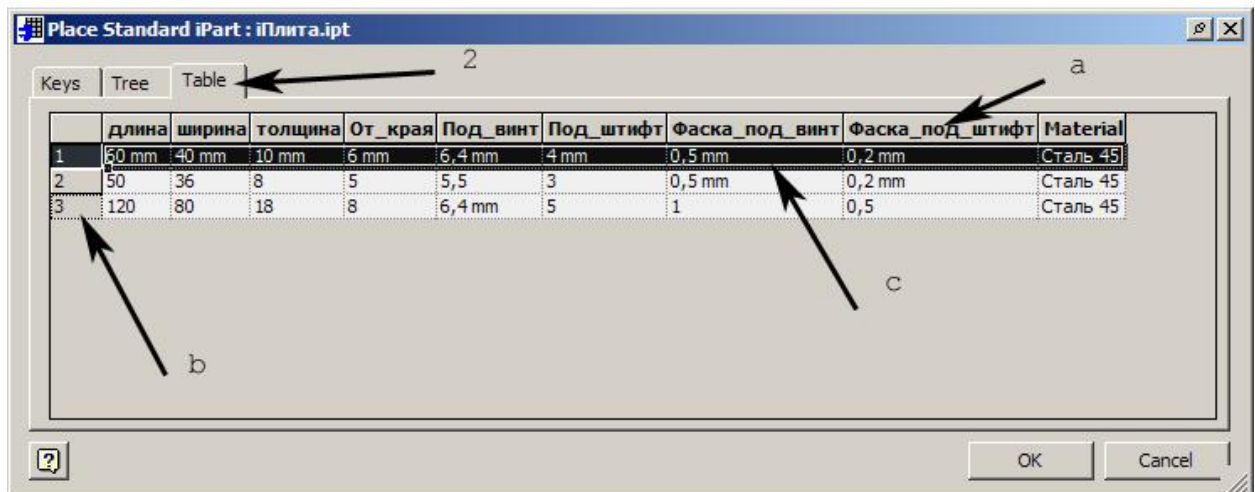 Place Standard iPart : iПлита.ipt
2
a
Keys Tree Table
длина ширина толщина От_края Под_винт Под_штифт Фаска_под_винт Фаска_под_штифт Material
1 60 mm 40 mm 10 mm 6 mm 6,4 mm 4 mm 0,5 mm 0,2 mm Сталь 45
2 50 36 8 5 5,5 3 0,5 mm 0,2 mm Сталь 45
3 120 80 18 8 6,4 mm 5 1 0,5 Сталь 45
c
b
? OK Cancel